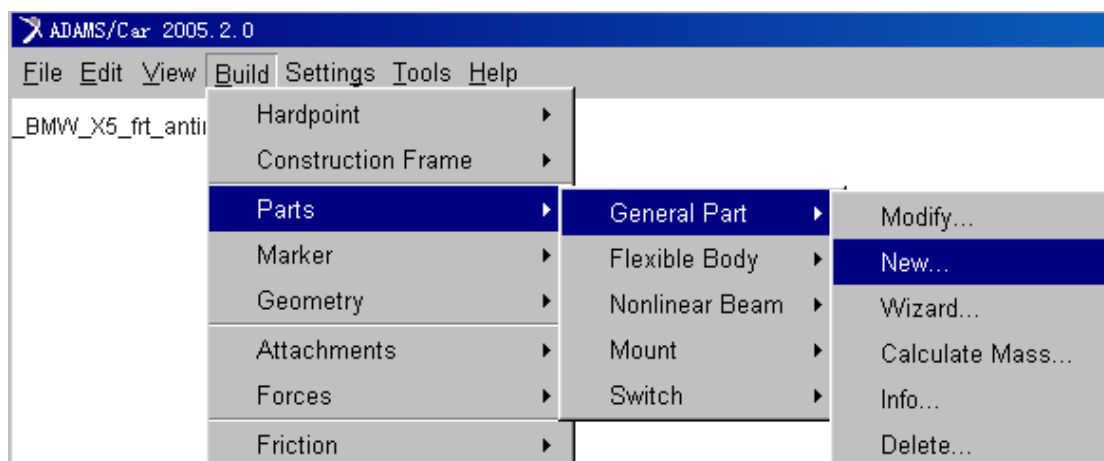 ADAMS/Car 2005.2.0
File Edit View Build Settings Tools Help
_BMW_X5_frt_antir
Hardpoint
Construction Frame
Parts
Marker
Geometry
Attachments
Forces
Friction
General Part
Flexible Body
Nonlinear Beam
Mount
Switch
Modify...
New...
Wizard...
Calculate Mass...
Info...
Delete...